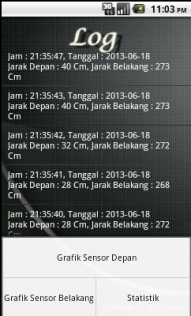 3G
11:03 PM
Log
Jam : 21:35:47, Tanggal : 2013-06-18
Jarak Depan : 40 Cm, Jarak Belakang : 273
Cm
Jam : 21:35:43, Tanggal : 2013-06-18
Jarak Depan : 40 Cm, Jarak Belakang : 273
Cm
Jam : 21:35:42, Tanggal : 2013-06-18
Jarak Depan : 32 Cm, Jarak Belakang : 272
Cm
Jam : 21:35:41, Tanggal : 2013-06-18
Jarak Depan : 28 Cm, Jarak Belakang : 268
Cm
Jam : 21:35:40, Tanggal : 2013-06-18
Jarak Depan : 28 Cm, Jarak Belakang : 272
Grafik Sensor Depan
Grafik Sensor Belakang
Statistik